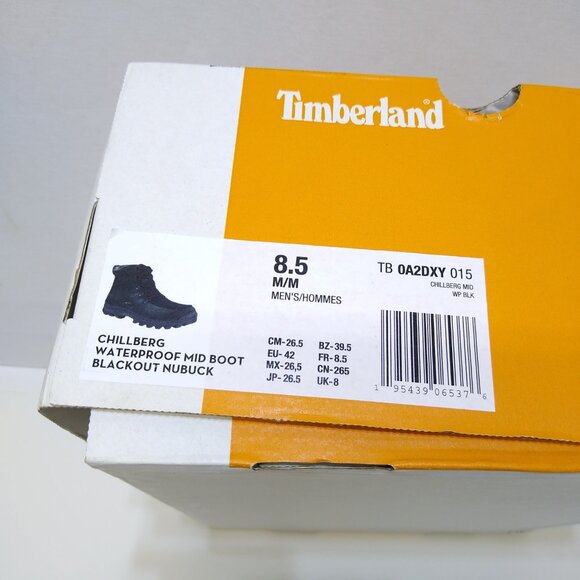 Timberland®
8.5
M/M
MEN'S/HOMMES
TB 0A2DXY 015
CHILLBERG MID
WP BLK
CHILLBERG
WATERPROOF MID BOOT
BLACKOUT NUBUCK
CM-26.5 BZ-39.5
EU- 42 FR-8.5
MX-26,5 CN-265
JP-26.5 UK-8
1 95439 06537 6